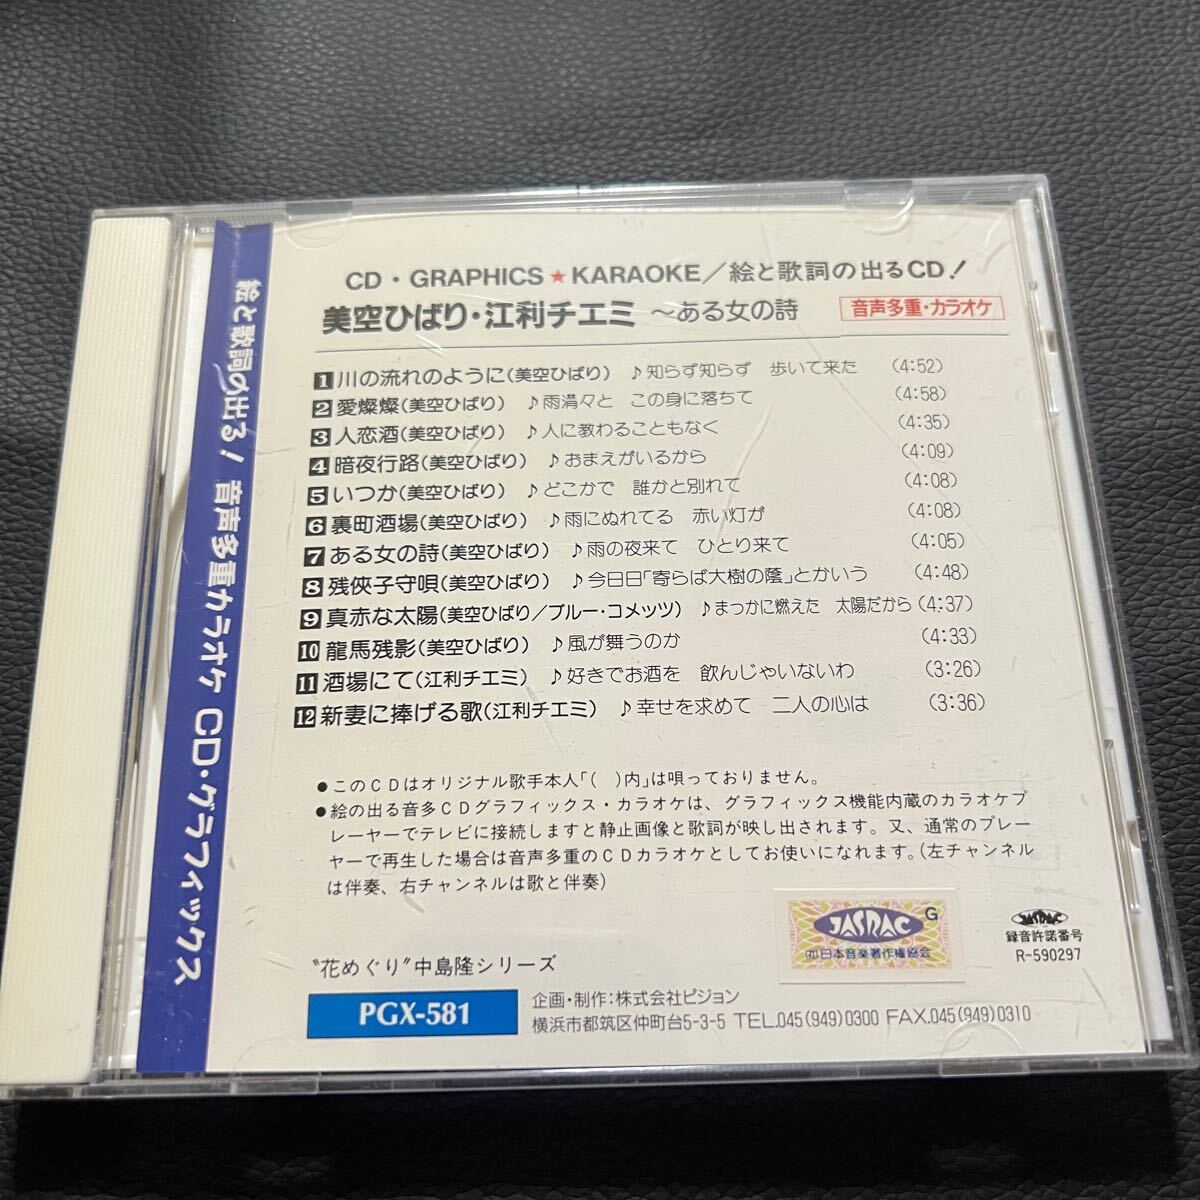 絵と歌詞の出る! 音声多重カラオケ CD・グラフィックス
CD・GRAPHICS★KARAOKE/絵と歌詞の出るCD!
美空ひばり・江利チエミ ～ある女の詩 音声多重・カラオケ
1 川の流れのように(美空ひばり) ♪知らず知らず 歩いて来た (4:52)
2 愛燦燦(美空ひばり) ♪雨潸々と この身に落ちて (4:58)
3 人恋酒(美空ひばり) ♪人に教わることもなく (4:35)
4 暗夜行路(美空ひばり) ♪おまえがいるから (4:09)
5 いつか(美空ひばり) ♪どこかで 誰かと別れて (4:08)
6 裏町酒場(美空ひばり) ♪雨にぬれてる 赤い灯が (4:08)
7 ある女の詩(美空ひばり) ♪雨の夜来て ひとり来て (4:05)
8 残俠子守唄(美空ひばり) ♪今日日「寄らば大樹の蔭」とかいう (4:48)
9 真赤な太陽(美空ひばり/ブルー・コメッツ) ♪まっかに燃えた 太陽だから (4:37)
10 龍馬残影(美空ひばり) ♪風が舞うのか (4:33)
11 酒場にて(江利チエミ) ♪好きでお酒を 飲んじゃいないわ (3:26)
12 新妻に捧げる歌(江利チエミ) ♪幸せを求めて 二人の心は (3:36)
●このCDはオリジナル歌手本人「( )内」は唄っておりません。
●絵の出る音多CDグラフィックス・カラオケは、グラフィックス機能内蔵のカラオケプ
レーヤーでテレビに接続しますと静止画像と歌詞が映し出されます。又、通常のプレー
ヤーで再生した場合は音声多重のCDカラオケとしてお使いになれます。(左チャンネル
は伴奏、右チャンネルは歌と伴奏)
JASRAC G
(社)日本音楽著作権協会
JASRAC
録音許諾番号
R-590297
"花めぐり"中島隆シリーズ
PGX-581
企画・制作:株式会社ピジョン
横浜市都筑区仲町台5-3-5 TEL.045(949)0300 FAX.045(949)0310